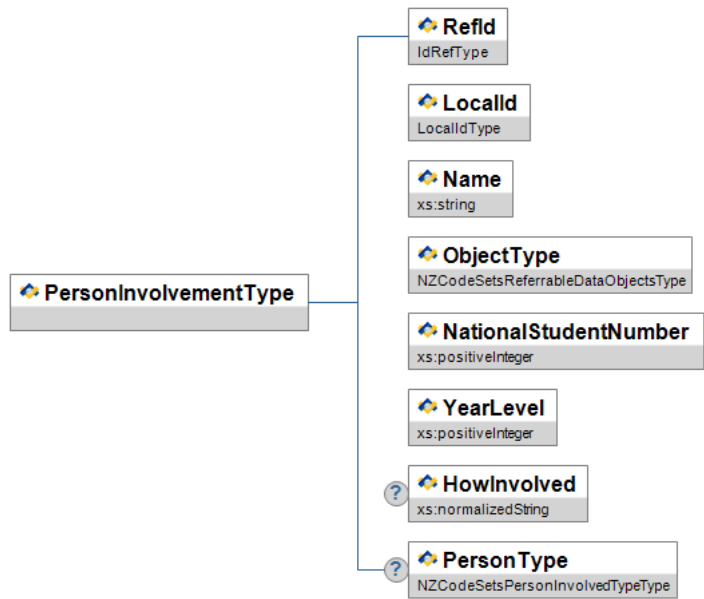 RefId
IdRefType
LocalId
LocalIdType
Name
xs:string
ObjectType
NZCodeSetsReferrableDataObjectsType
PersonInvolvementType
NationalStudentNumber
xs:positiveInteger
YearLevel
xs:positiveInteger
?
HowInvolved
xs:normalizedString
?
PersonType
NZCodeSetsPersonInvolvedTypeType